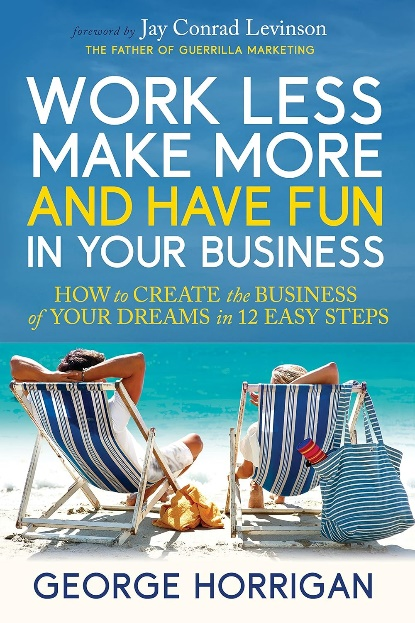 foreword by Jay Conrad Levinson
THE FATHER OF GUERRILLA MARKETING
WORK LESS
MAKE MORE
AND HAVE FUN
IN YOUR BUSINESS
HOW to CREATE the BUSINESS
of YOUR DREAMS in 12 EASY STEPS
GEORGE HORRIGAN